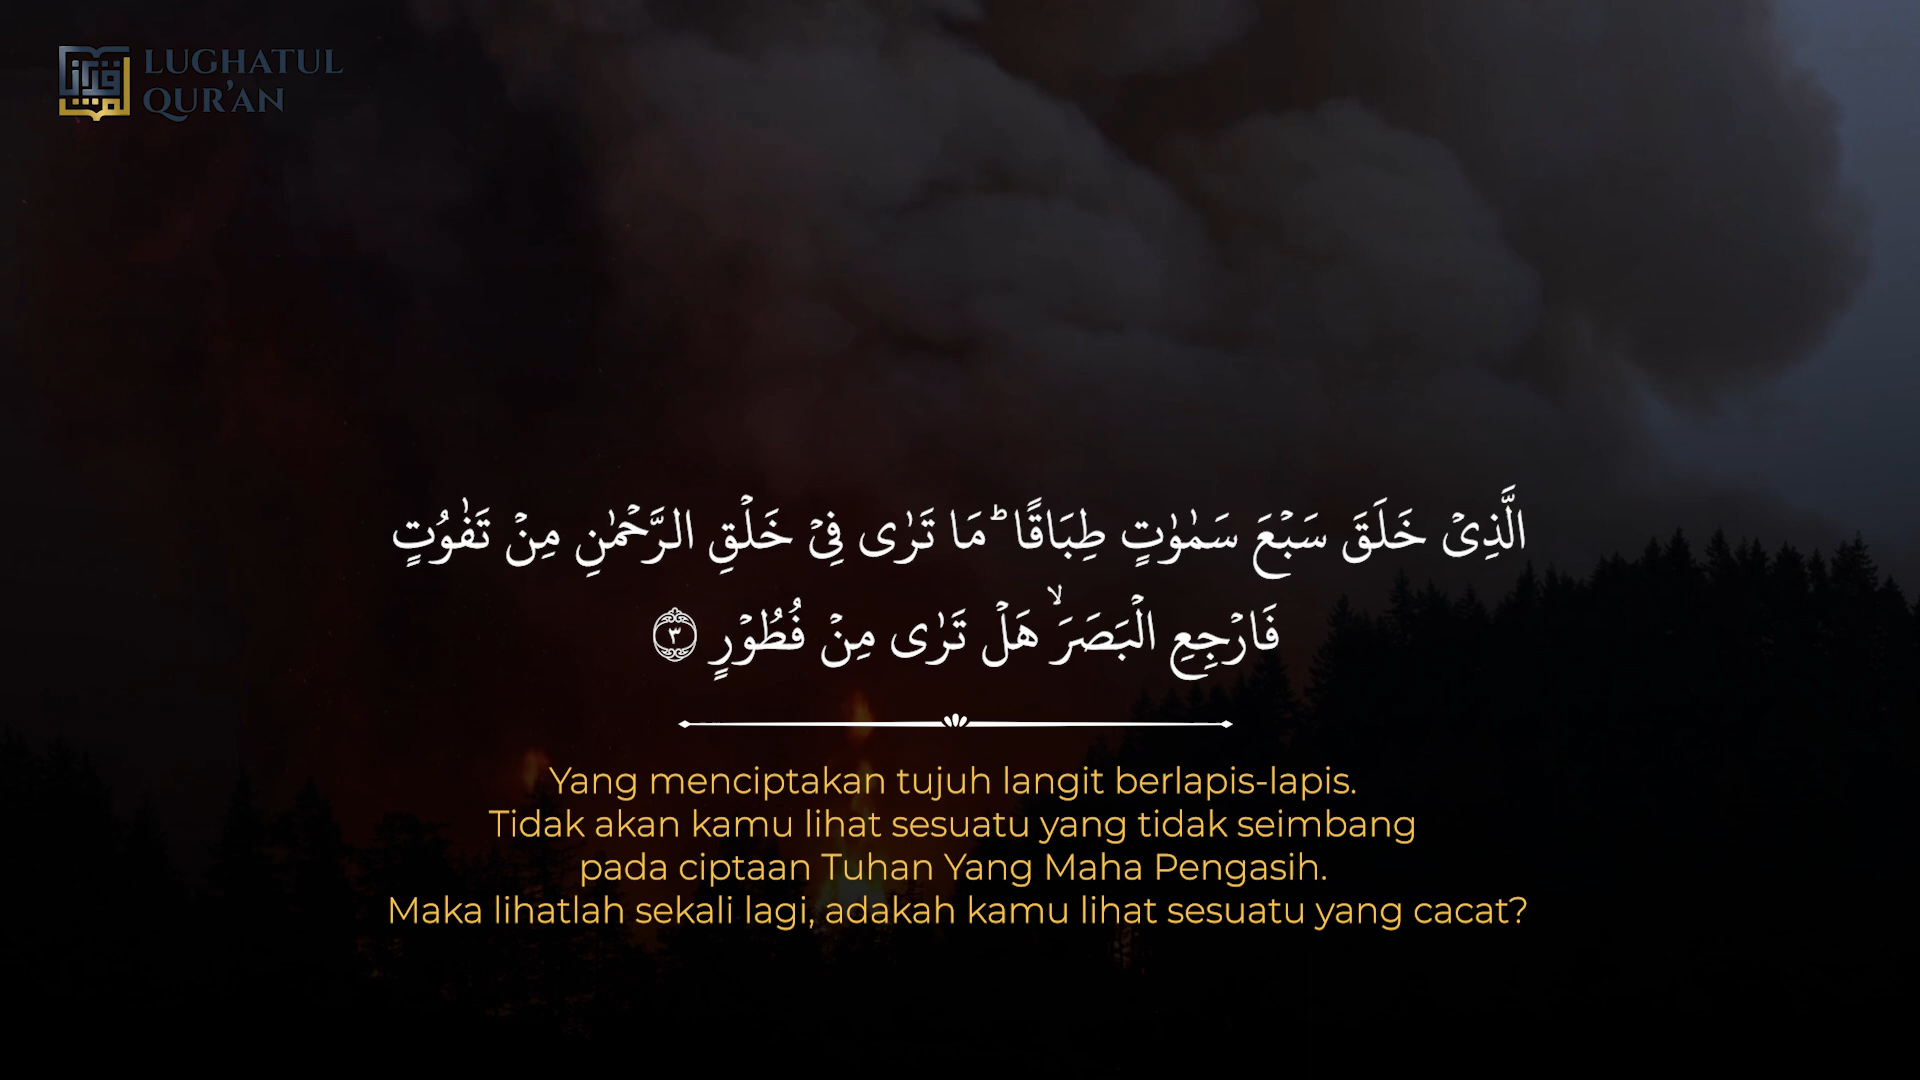 LUGHATUL
QUR'AN
الَّذِيْ خَلَقَ سَبْعَ سَمٰوٰتٍ طِبَاقًاۗ مَا تَرٰى فِيْ خَلْقِ الرَّحْمٰنِ مِنْ تَفٰوُتٍ
فَارْجِعِ الْبَصَرَۙ هَلْ تَرٰى مِنْ فُطُوْرٍ ٣
Yang menciptakan tujuh langit berlapis-lapis.
Tidak akan kamu lihat sesuatu yang tidak seimbang
pada ciptaan Tuhan Yang Maha Pengasih.
Maka lihatlah sekali lagi, adakah kamu lihat sesuatu yang cacat?